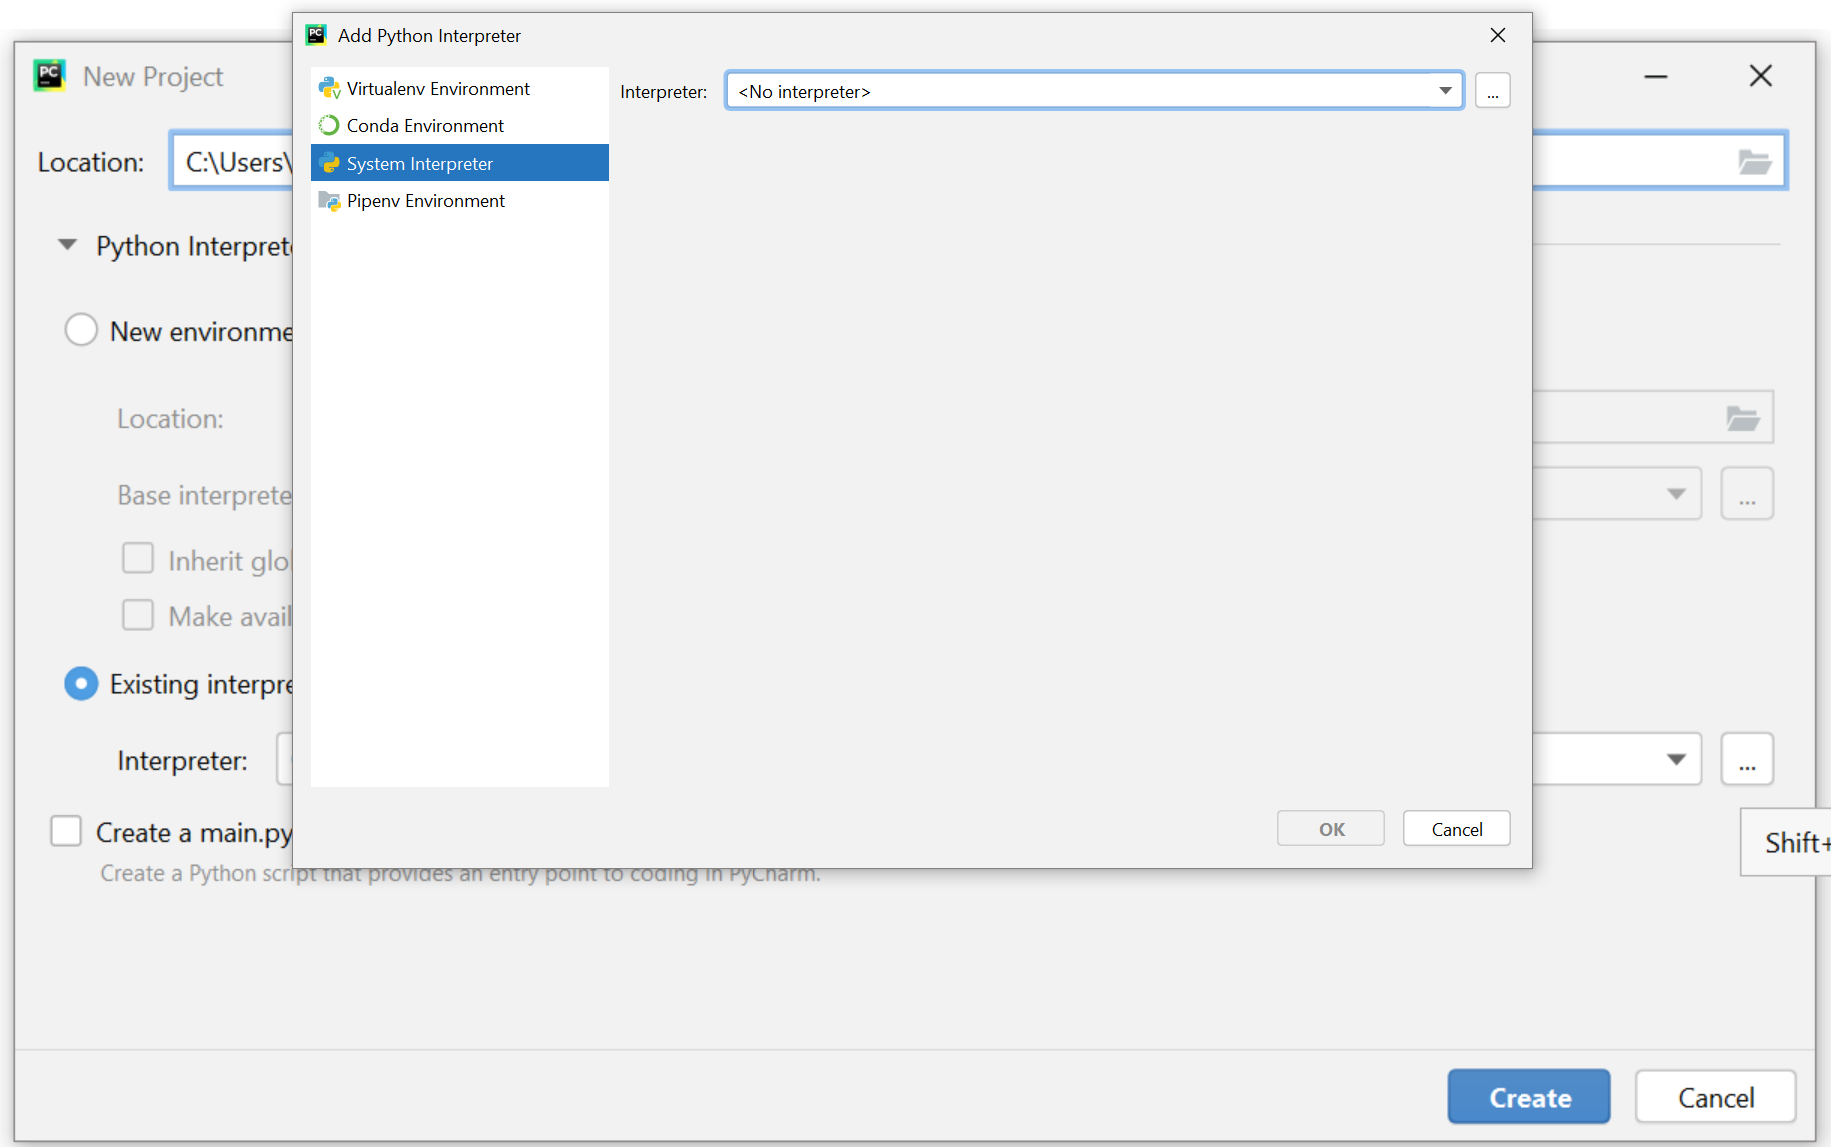 Add Python Interpreter
New Project
Virtualenv Environment
Interpreter: <No interpreter> ...
Conda Environment
System Interpreter
Pipenv Environment
Location: C:\Users\
Python Interprete
New environme
Location:
Base interprete
...
Inherit glo
Make avail
Existing interpre
Interpreter:
...
OK Cancel
Create a main.py
Shift+
Create a Python script that provides an entry point to coding in PyCharm.
Create Cancel